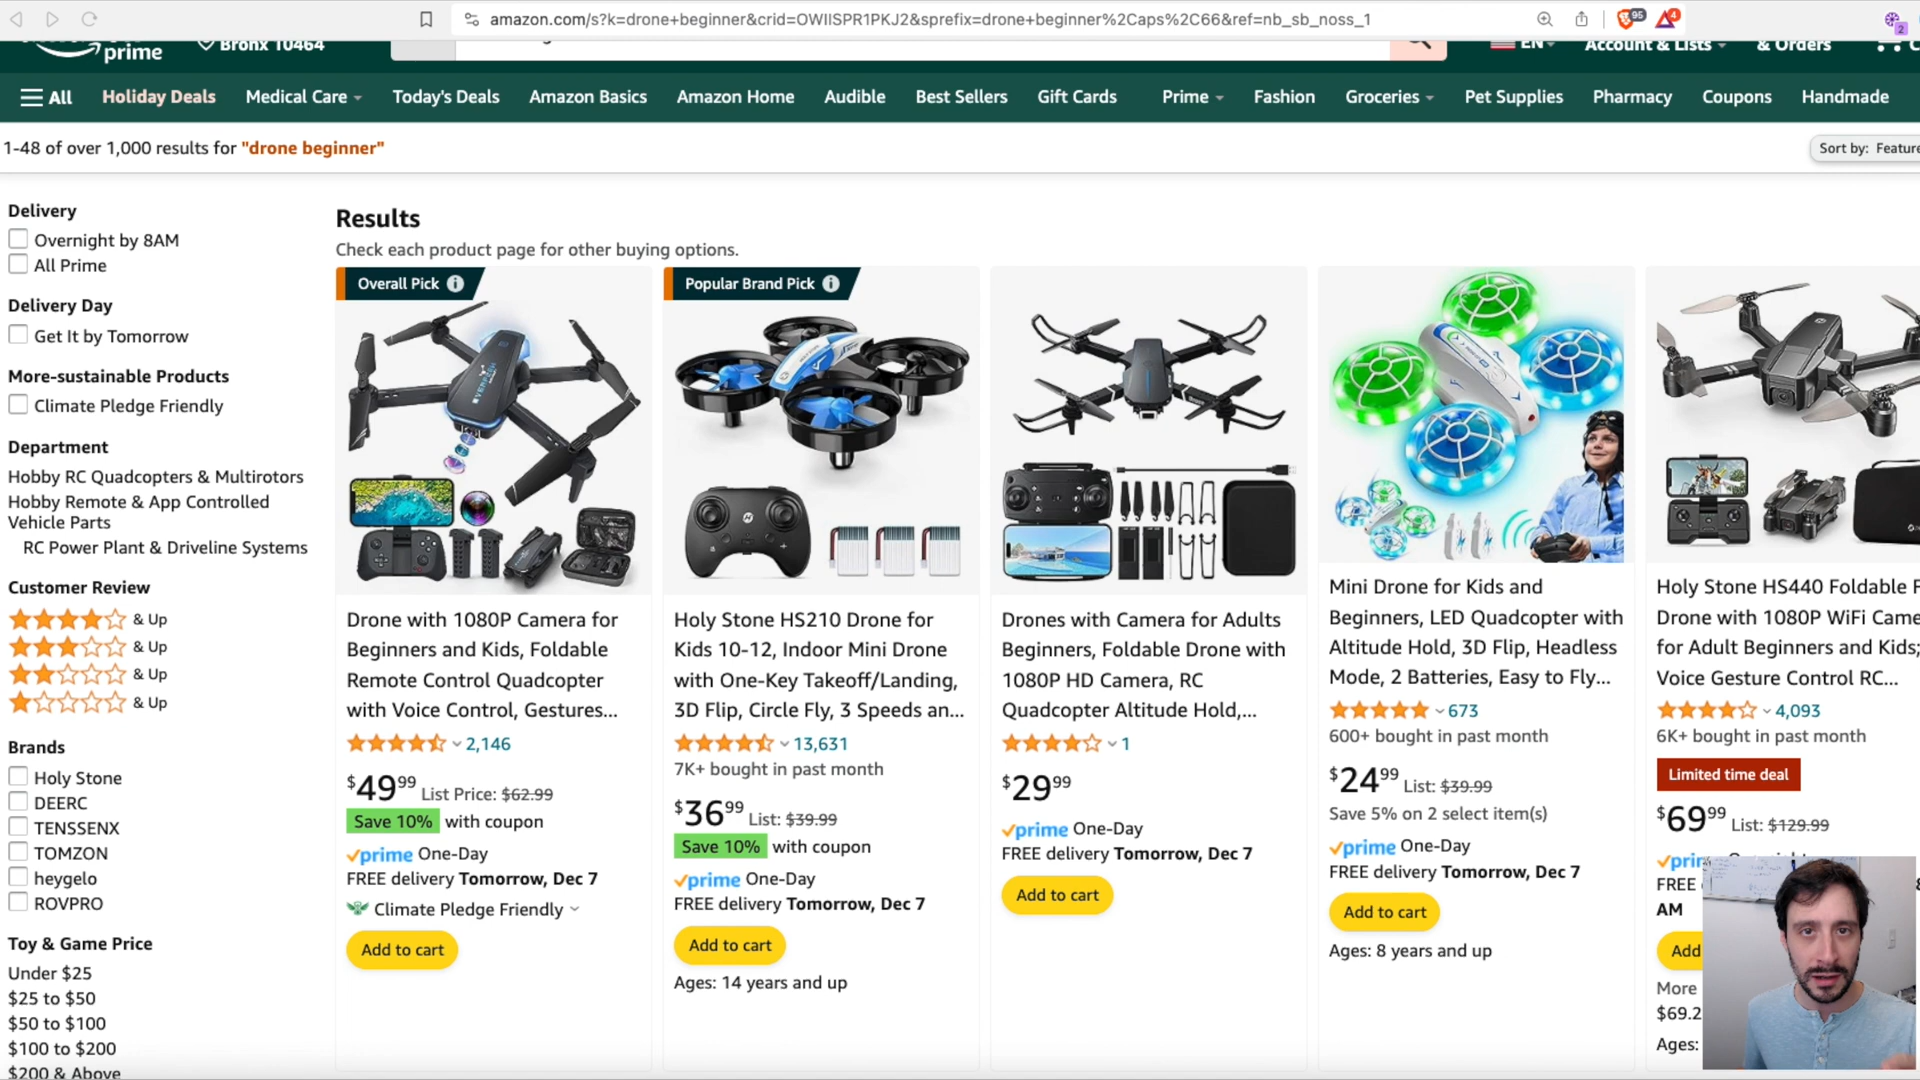 amazon.com/s?k=drone+beginner&crid=OWIISPR1PKJ2&sprefix=drone+beginner%2Caps%2C66&ref=nb_sb_noss_1
95
4
2
prime
Bronx 10464
EN
Account & Lists
& Orders
All
Holiday Deals
Medical Care
Today's Deals
Amazon Basics
Amazon Home
Audible
Best Sellers
Gift Cards
Prime
Fashion
Groceries
Pet Supplies
Pharmacy
Coupons
Handmade
1-48 of over 1,000 results for "drone beginner"
Sort by: Feature
Delivery
Overnight by 8AM
All Prime
Delivery Day
Get It by Tomorrow
More-sustainable Products
Climate Pledge Friendly
Department
Hobby RC Quadcopters & Multirotors
Hobby Remote & App Controlled
Vehicle Parts
RC Power Plant & Driveline Systems
Customer Review
& Up
& Up
& Up
& Up
Brands
Holy Stone
DEERC
TENSSENX
TOMZON
heygelo
ROVPRO
Toy & Game Price
Under $25
$25 to $50
$50 to $100
$100 to $200
$200 & Above
Results
Check each product page for other buying options.
Overall Pick
Drone with 1080P Camera for
Beginners and Kids, Foldable
Remote Control Quadcopter
with Voice Control, Gestures...
2,146
$49.99 List Price: $62.99
Save 10% with coupon
prime One-Day
FREE delivery Tomorrow, Dec 7
Climate Pledge Friendly
Add to cart
Popular Brand Pick
Holy Stone HS210 Drone for
Kids 10-12, Indoor Mini Drone
with One-Key Takeoff/Landing,
3D Flip, Circle Fly, 3 Speeds an...
13,631
7K+ bought in past month
$36.99 List: $39.99
Save 10% with coupon
prime One-Day
FREE delivery Tomorrow, Dec 7
Add to cart
Ages: 14 years and up
Drones with Camera for Adults
Beginners, Foldable Drone with
1080P HD Camera, RC
Quadcopter Altitude Hold,...
1
$29.99
prime One-Day
FREE delivery Tomorrow, Dec 7
Add to cart
Mini Drone for Kids and
Beginners, LED Quadcopter with
Altitude Hold, 3D Flip, Headless
Mode, 2 Batteries, Easy to Fly...
673
600+ bought in past month
$24.99 List: $39.99
Save 5% on 2 select item(s)
prime One-Day
FREE delivery Tomorrow, Dec 7
Add to cart
Ages: 8 years and up
Holy Stone HS440 Foldable F
Drone with 1080P WiFi Came
for Adult Beginners and Kids;
Voice Gesture Control RC...
4,093
6K+ bought in past month
Limited time deal
$69.99 List: $129.99
FREE
AM
Add
More
$69.2
Ages: